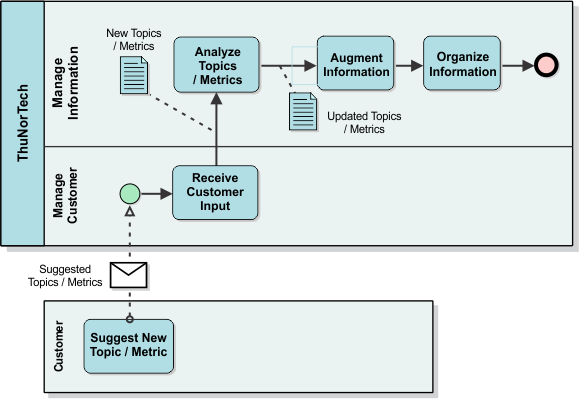 ThuNorTech
Manage
Information
New Topics
/ Metrics
Analyze
Topics
/ Metrics
Augment
Information
Organize
Information
Updated Topics
/ Metrics
Manage
Customer
Receive
Customer
Input
Suggested
Topics / Metrics
Customer
Suggest New
Topic / Metric